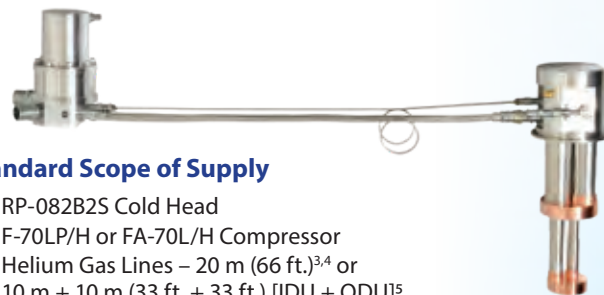 andard Scope of Supply
RP-082B2S Cold Head
F-70LP/H or FA-70L/H Compressor
Helium Gas Lines – 20 m (66 ft.)3,4 or
10 m + 10 m (33 ft. + 33 ft.) [IDU + ODU]5